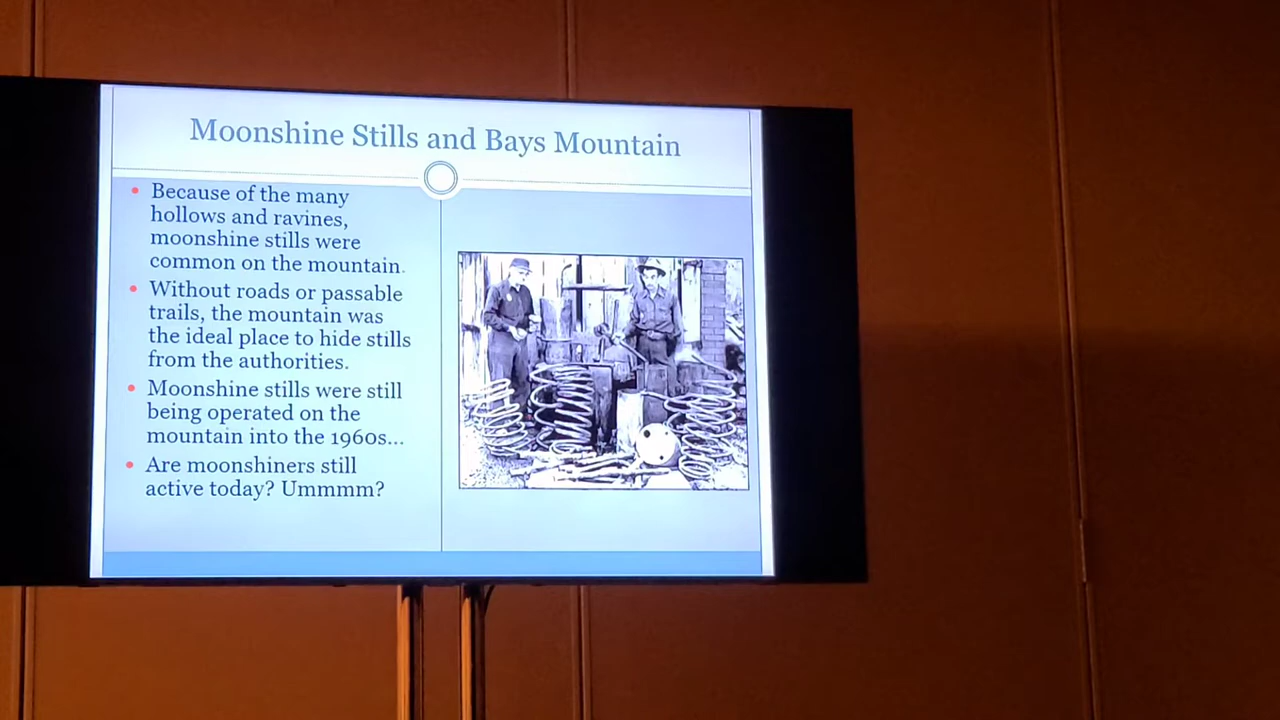 Moonshine Stills and Bays Mountain
Because of the many
hollows and ravines,
moonshine stills were
common on the mountain.
Without roads or passable
trails, the mountain was
the ideal place to hide stills
from the authorities.
Moonshine stills were still
being operated on the
mountain into the 1960s...
Are moonshiners still
active today? Ummmm?